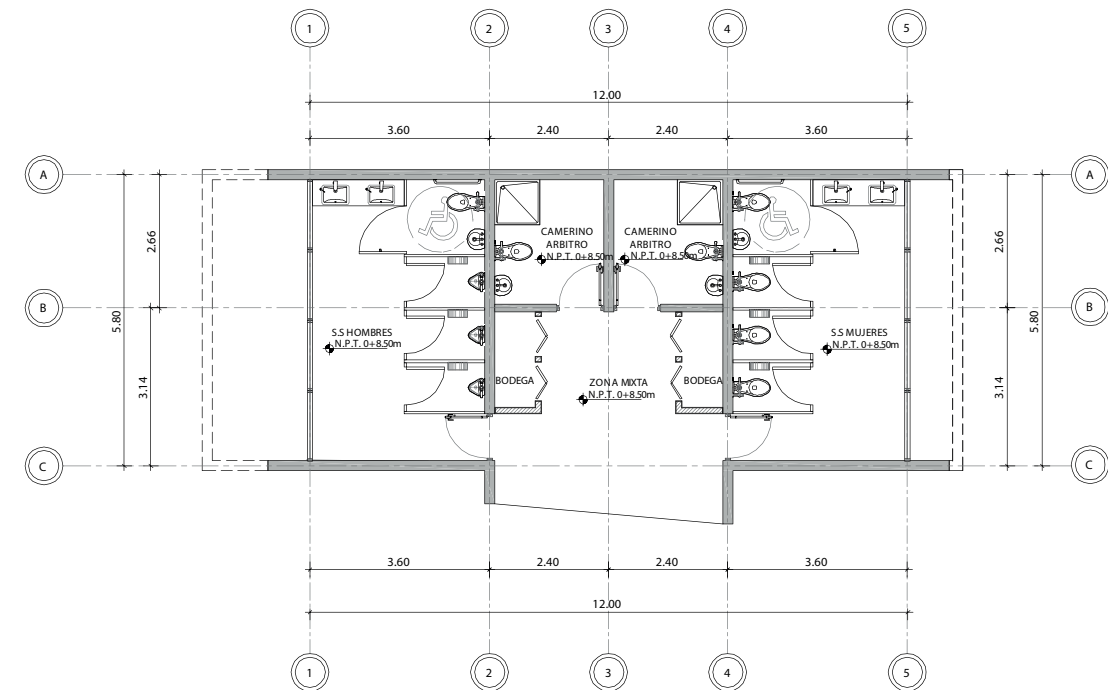 1
2
3
4
5
12.00
3.60
2.40
2.40
3.60
A
A
2.66
2.66
CAMERINO
ARBITRO
N.P.T. 0+8.50m
CAMERINO
ARBITRO
N.P.T. 0+8.50m
B
B
5.80
5.80
S.S HOMBRES
N.P.T. 0+8.50m
S.S MUJERES
N.P.T. 0+8.50m
3.14
3.14
BODEGA
ZONA MIXTA
N.P.T. 0+8.50m
BODEGA
C
C
3.60
2.40
2.40
3.60
12.00
1
2
3
4
5